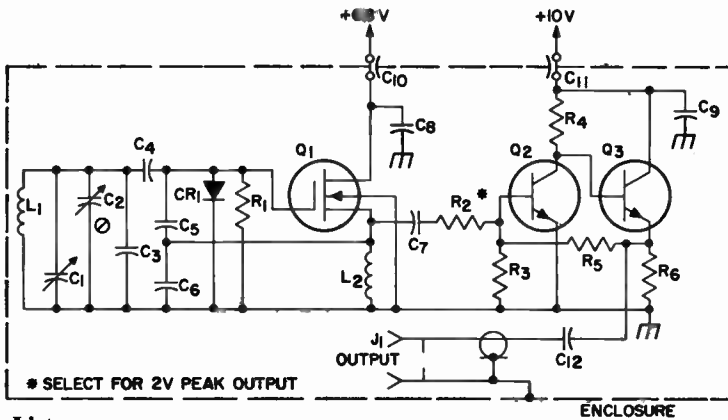 +10V
C10
C11
C4
C8
R4
C9
Q1
Q2
Q3
L1
C2
CR1
R1
R2
*
C5
C1
C3
C7
R5
C6
L2
R3
R6
J1
OUTPUT
C12
* SELECT FOR 2V PEAK OUTPUT
ENCLOSURE